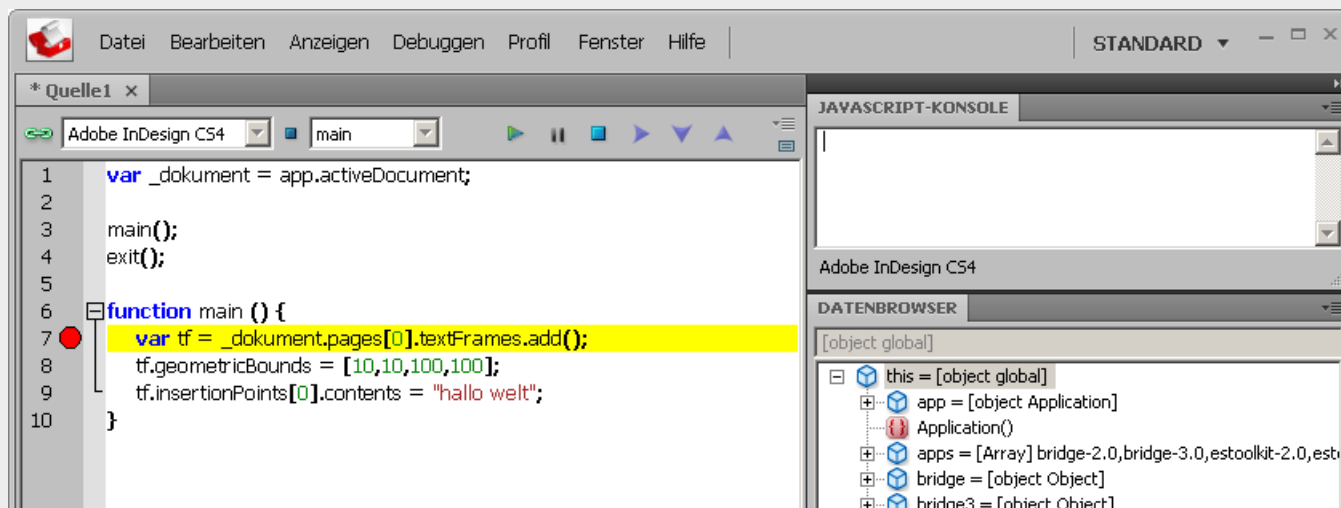 Datei Bearbeiten Anzeigen Debuggen Profil Fenster Hilfe STANDARD
* Quelle1
Adobe InDesign CS4 main
1 var _dokument = app.activeDocument;
2
3 main();
4 exit();
5
6 function main () {
7 var tf = _dokument.pages[0].textFrames.add();
8 tf.geometricBounds = [10,10,100,100];
9 tf.insertionPoints[0].contents = "hallo welt";
10 }
JAVASCRIPT-KONSOLE
Adobe InDesign CS4
DATENBROWSER
[object global]
this = [object global]
app = [object Application]
Application()
apps = [Array] bridge-2.0,bridge-3.0,estoolkit-2.0,est
bridge = [object Object]
bridge3 = [object Object]